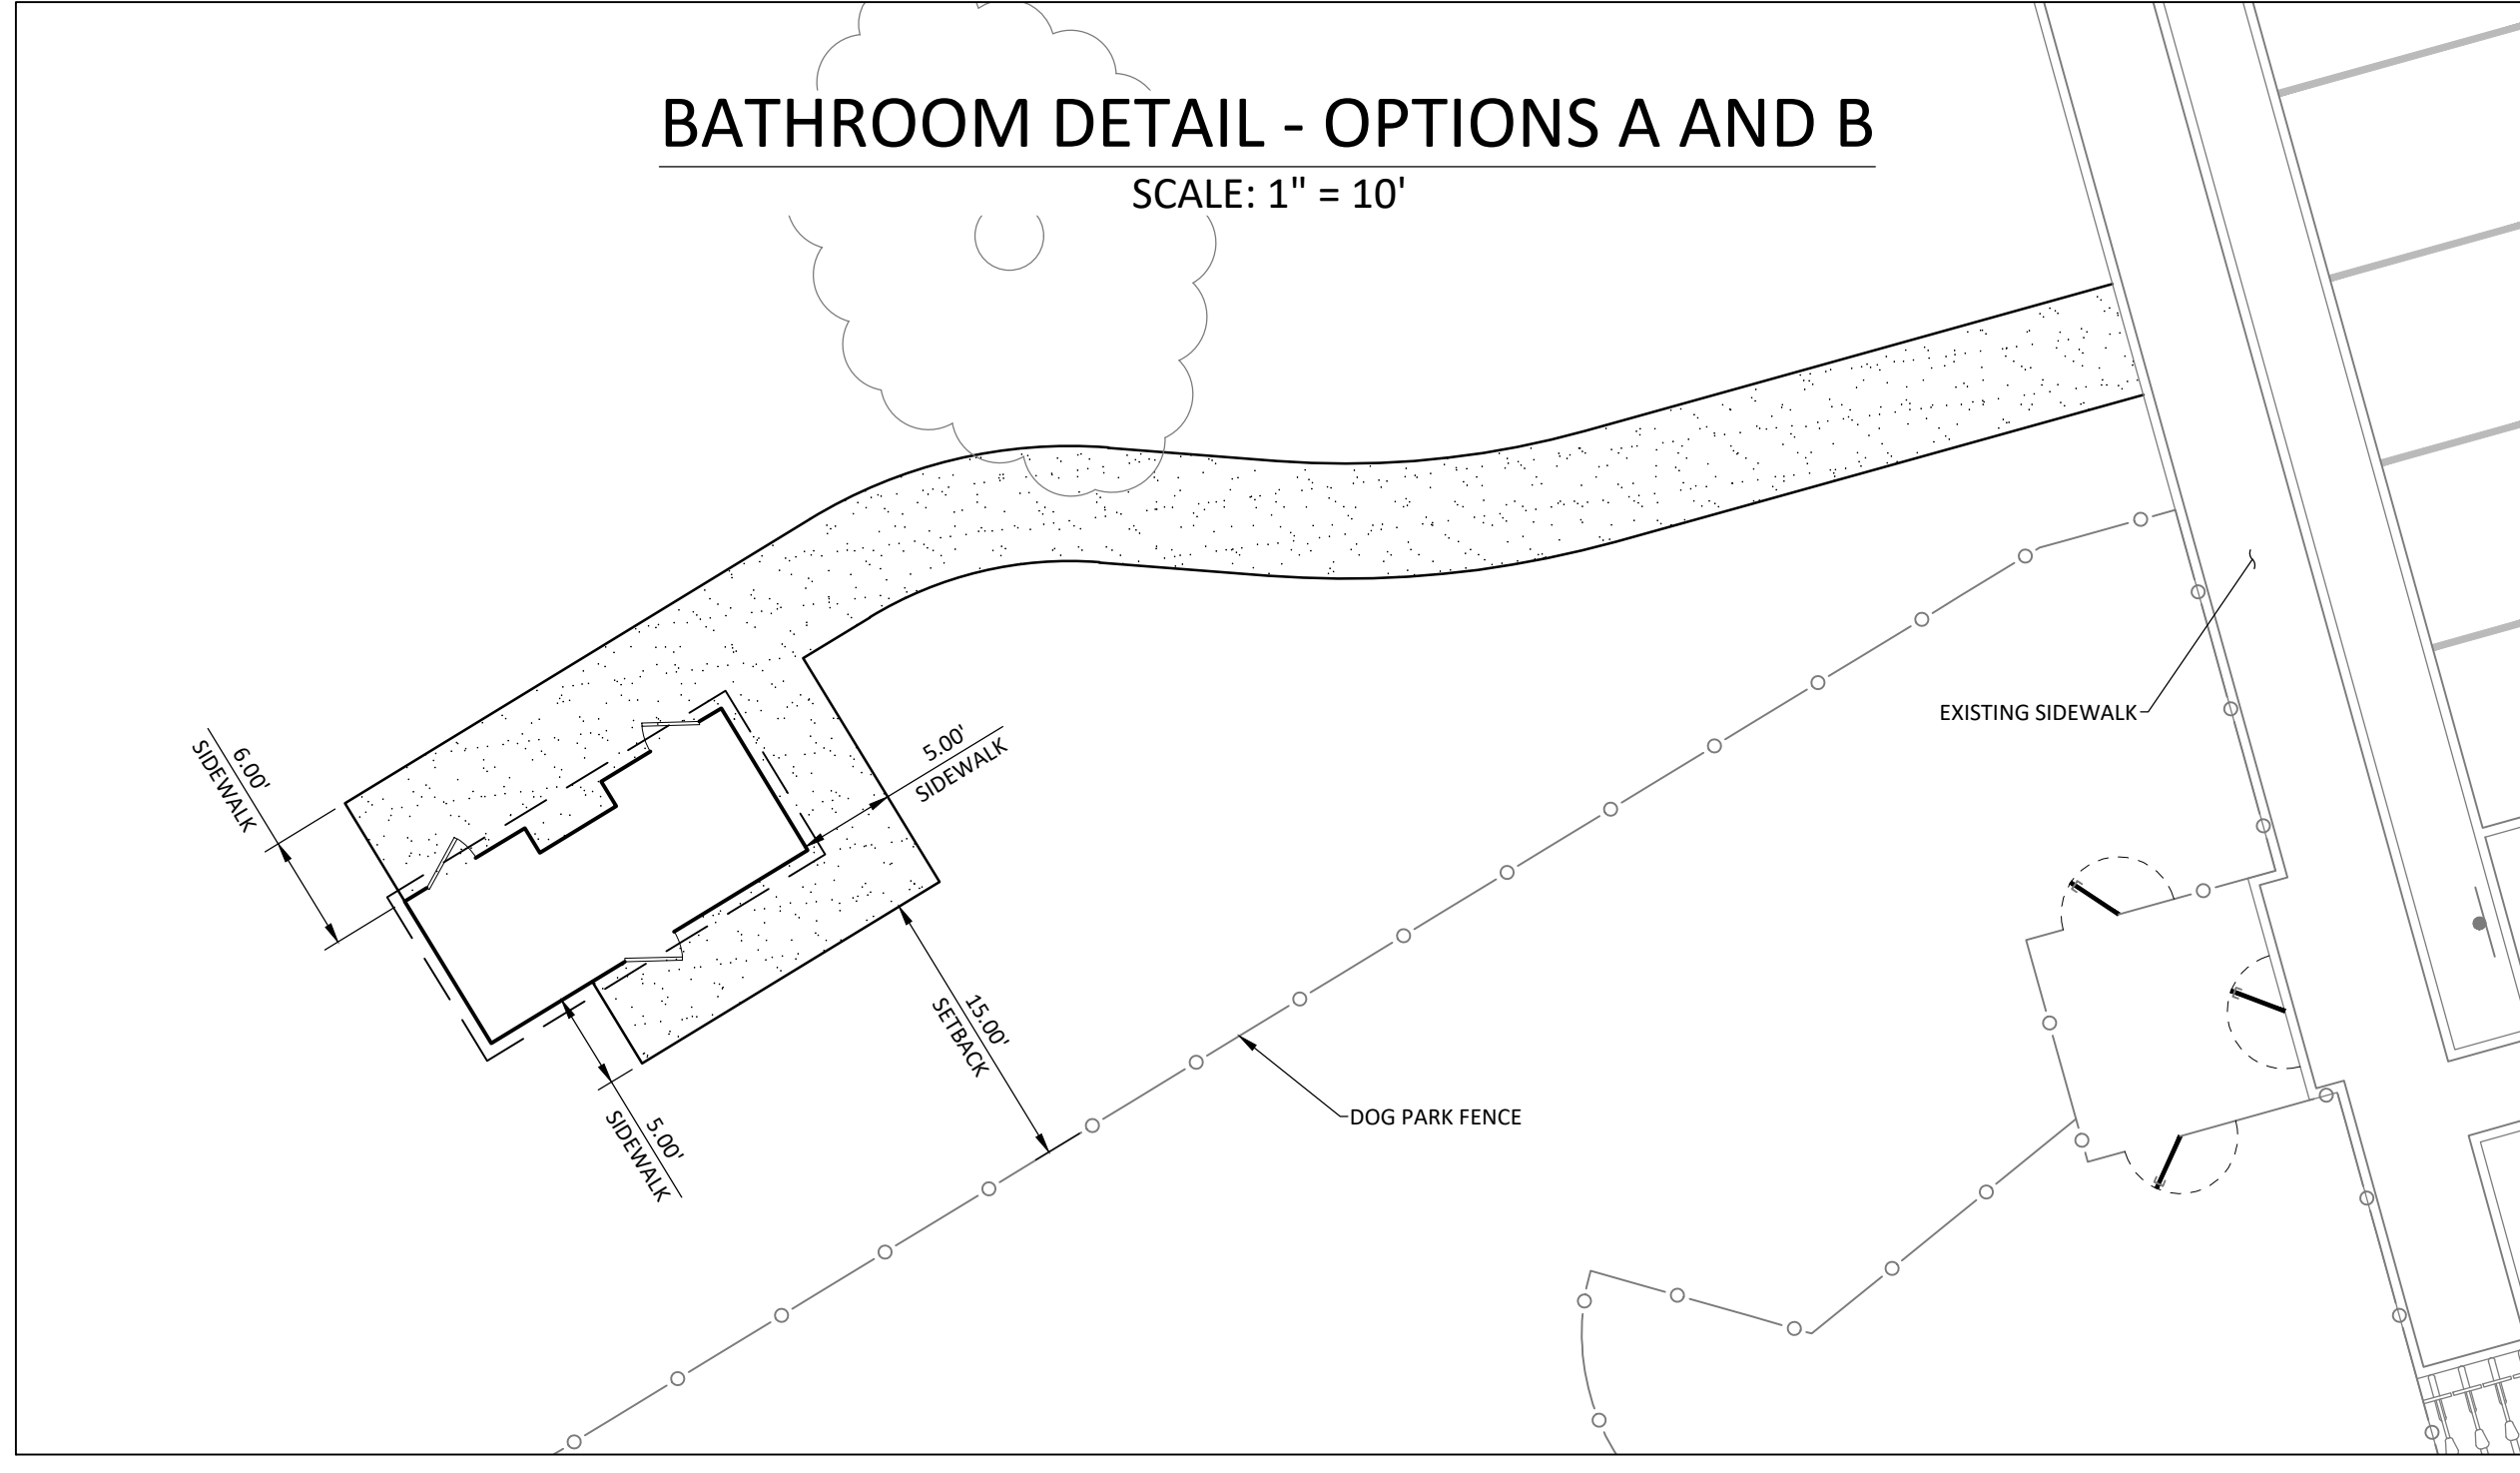 BATHROOM DETAIL - OPTIONS A AND B
SCALE: 1" = 10'
6.00'
SIDEWALK
5.00'
SIDEWALK
EXISTING SIDEWALK
15.00'
SETBACK
5.00'
SIDEWALK
DOG PARK FENCE